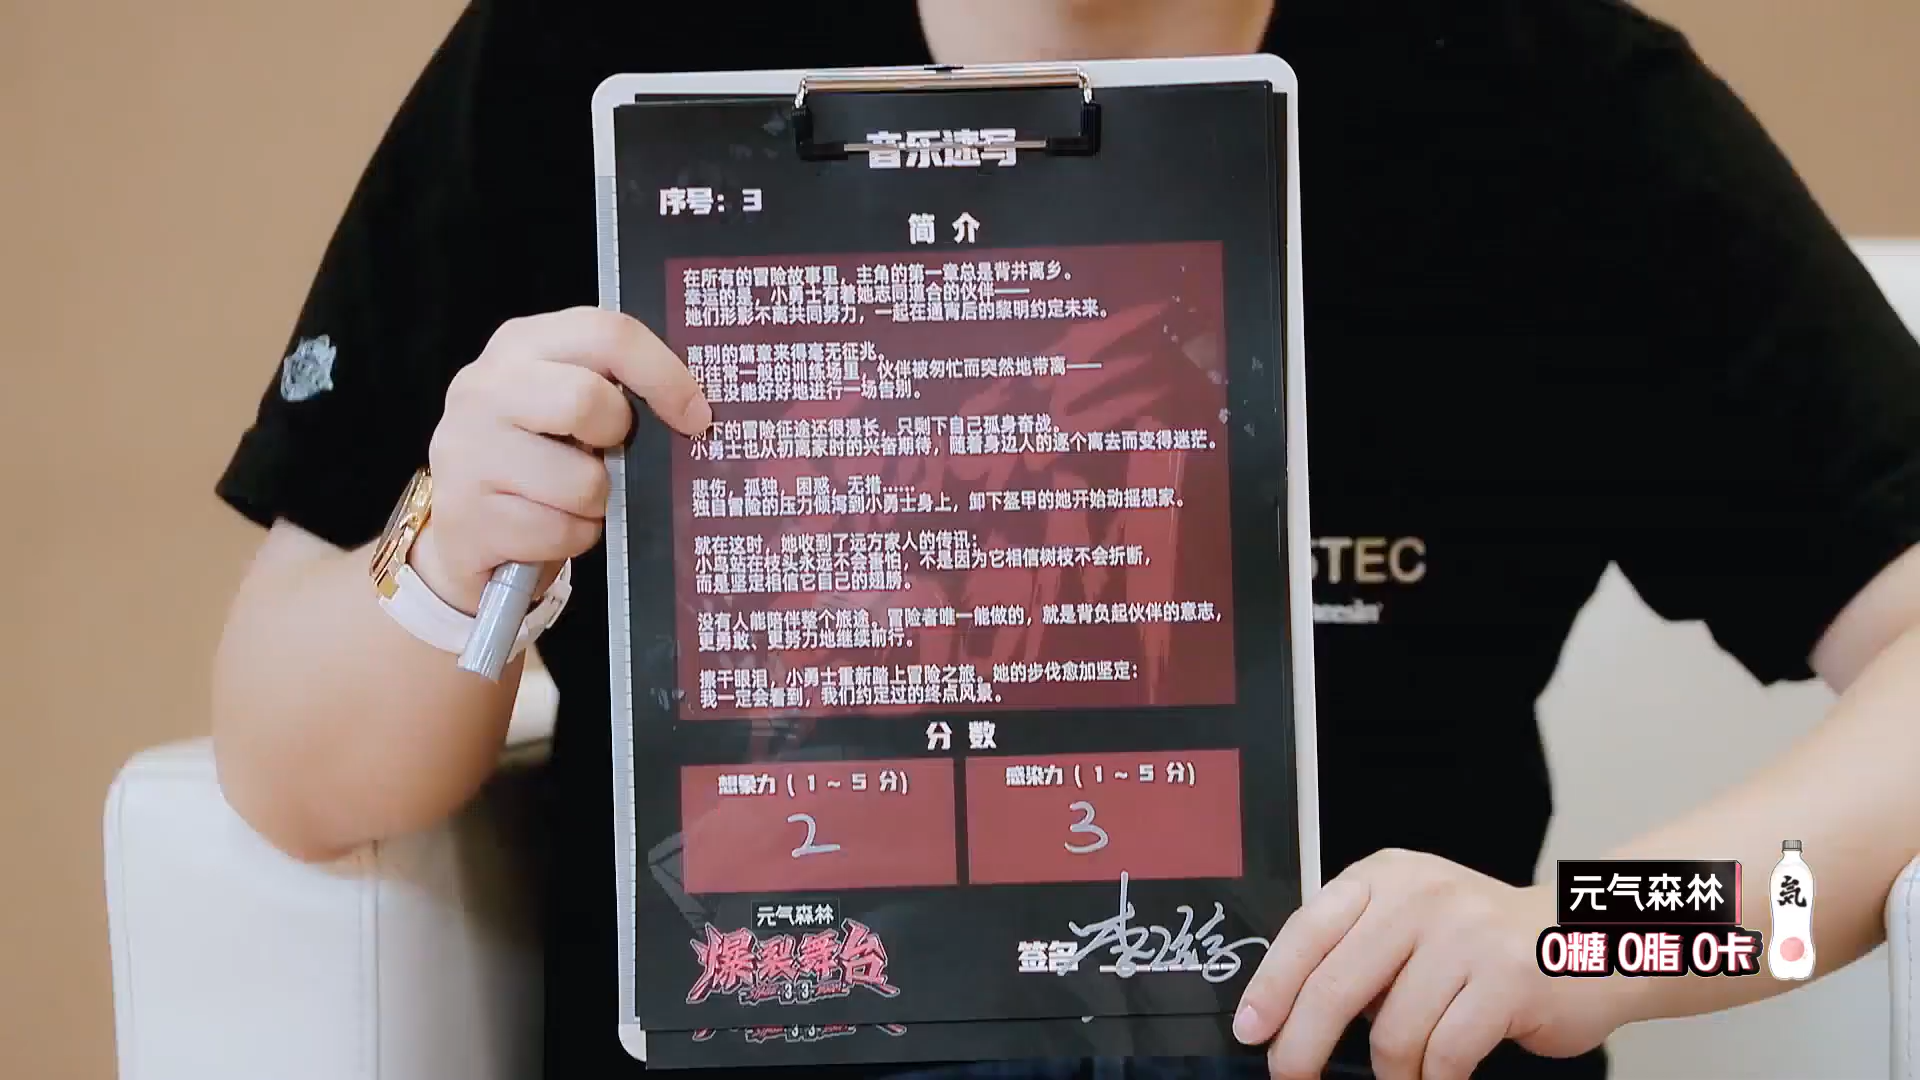 音乐速写
序号：3
简 介
在所有的冒险故事里，主角的第一章总是背井离乡。
幸运的是，小勇士有着她志同道合的伙伴——
她们形影不离共同努力，一起在通宵后的黎明约定未来。
离别的篇章来得毫无征兆。
和往常一般的训练场里，伙伴被匆忙而突然地带离——
至没能好好地进行一场告别。
下的冒险征途还很漫长，只剩下自己孤身奋战。
小勇士也从初离家时的兴奋期待，随着身边人的逐个离去而变得迷茫。
悲伤，孤独，困惑，无措……
独自冒险的压力倾泻到小勇士身上，卸下盔甲的她开始动摇想家。
就在这时，她收到了远方家人的传讯：
小鸟站在枝头永远不会害怕，不是因为它相信树枝不会折断，
而是坚定相信它自己的翅膀。
没有人能陪伴整个旅途。冒险者唯一能做的，就是背负起伙伴的意志，
更勇敢、更努力地继续前行。
擦干眼泪，小勇士重新踏上冒险之旅。她的步伐愈加坚定：
我一定会看到，我们约定过的终点风景。
分 数
想象力 ( 1 ~ 5 分)
感染力 ( 1 ~ 5 分)
2
3
元气森林
爆裂舞台
签名
STEC
元气森林
0糖 0脂 0卡
気